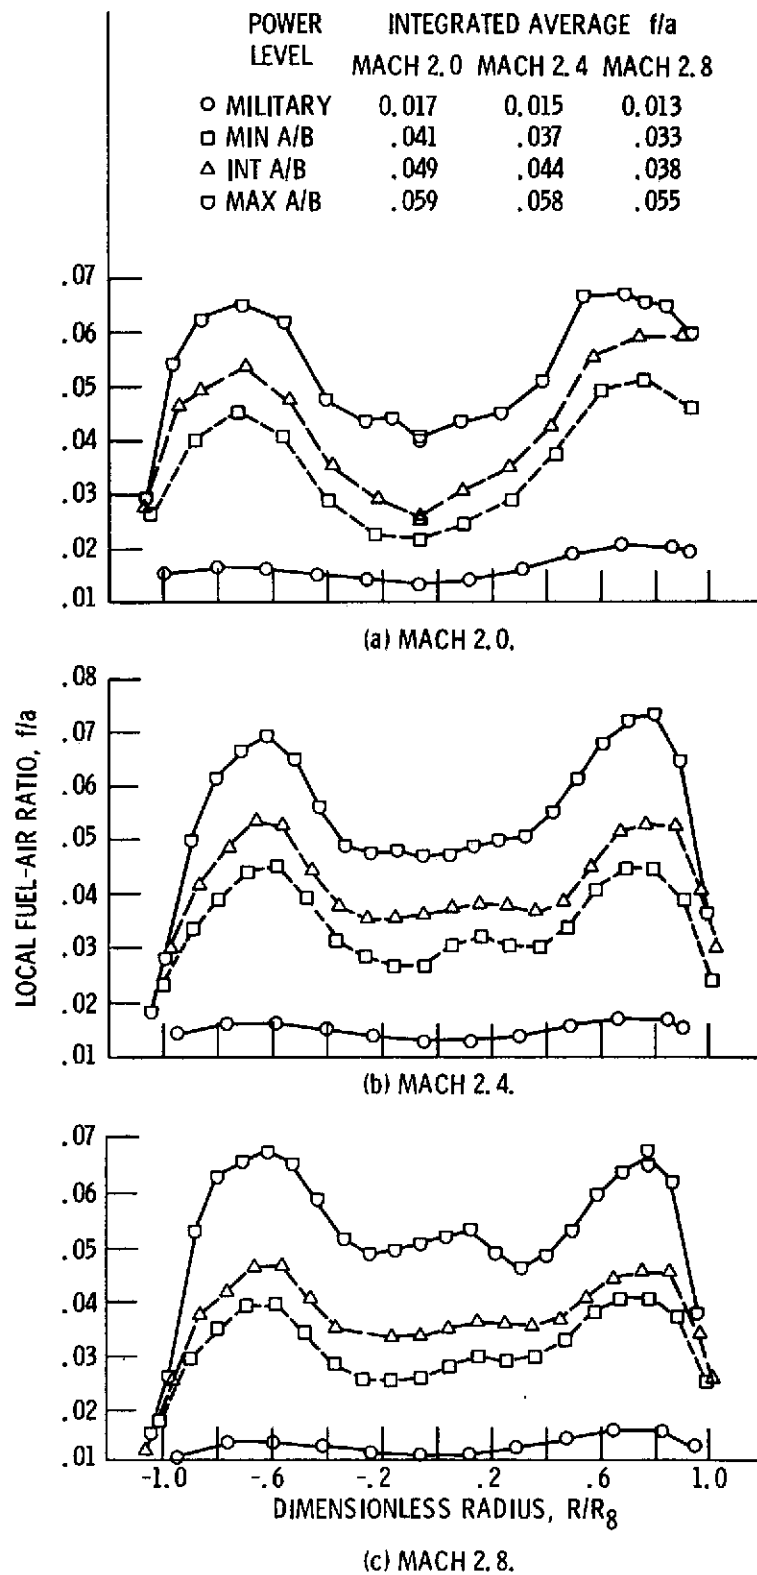 POWER INTEGRATED AVERAGE f/a
LEVEL MACH 2.0 MACH 2.4 MACH 2.8
MILITARY 0.017 0.015 0.013
MIN A/B .041 .037 .033
INT A/B .049 .044 .038
MAX A/B .059 .058 .055
.07
.06
.05
.04
.03
.02
.01
(a) MACH 2.0.
LOCAL FUEL-AIR RATIO, f/a
.08
.07
.06
.05
.04
.03
.02
.01
(b) MACH 2.4.
.07
.06
.05
.04
.03
.02
.01
-1.0 -.6 -.2 .2 .6 1.0
DIMENSIONLESS RADIUS, R/R8
(c) MACH 2.8.